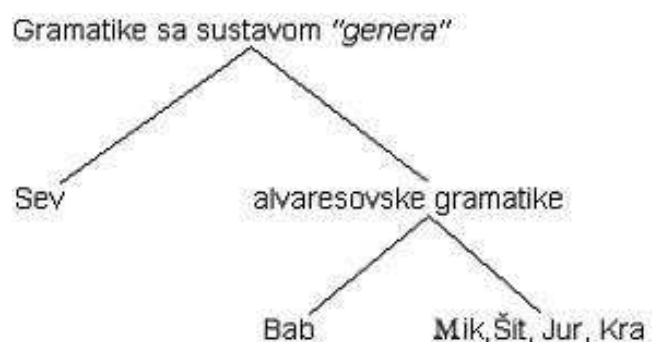 Gramatike sa sustavom "genera"
Sev alvaresovske gramatike
Bab Mik, Šit, Jur, Kra